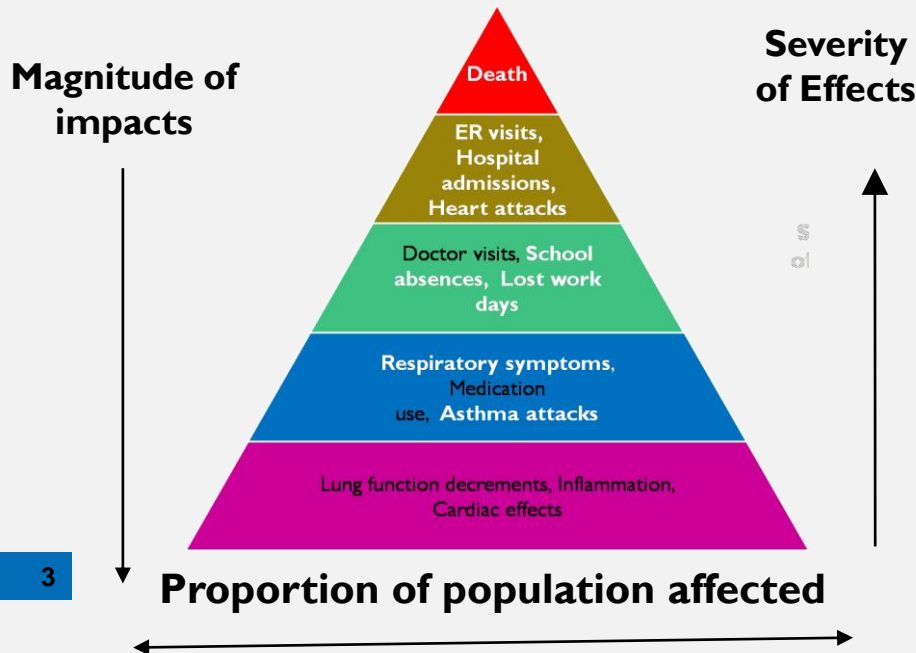 Magnitude of
impacts
Severity
of Effects
Death
ER visits,
Hospital
admissions,
Heart attacks
Doctor visits, School
absences, Lost work
days
Respiratory symptoms,
Medication
use, Asthma attacks
Lung function decrements, Inflammation,
Cardiac effects
3
Proportion of population affected